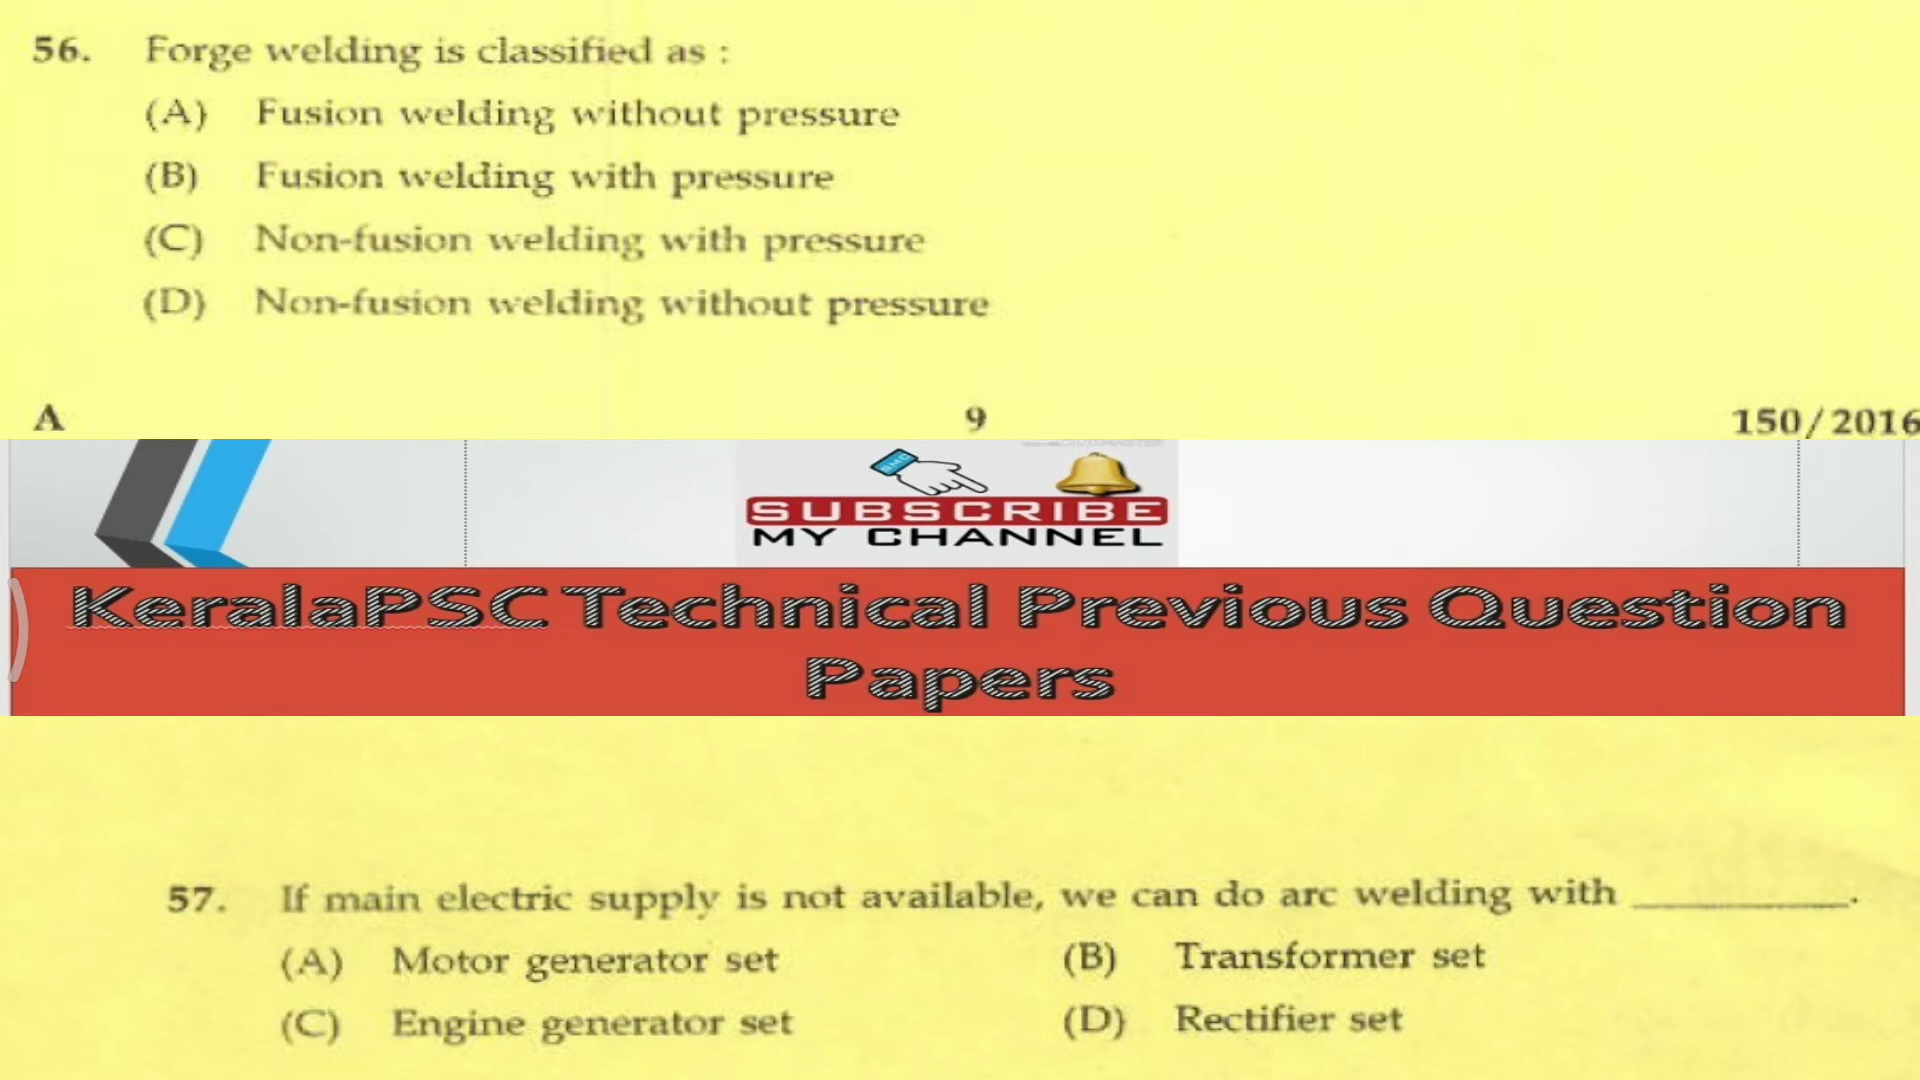 56. Forge welding is classified as :
(A) Fusion welding without pressure
(B) Fusion welding with pressure
(C) Non-fusion welding with pressure
(D) Non-fusion welding without pressure
A 9 150/2016
SMC
SUBSCRIBE
MY CHANNEL
KeralaPSC Technical Previous Question
Papers
57. If main electric supply is not available, we can do arc welding with ________.
(A) Motor generator set (B) Transformer set
(C) Engine generator set (D) Rectifier set